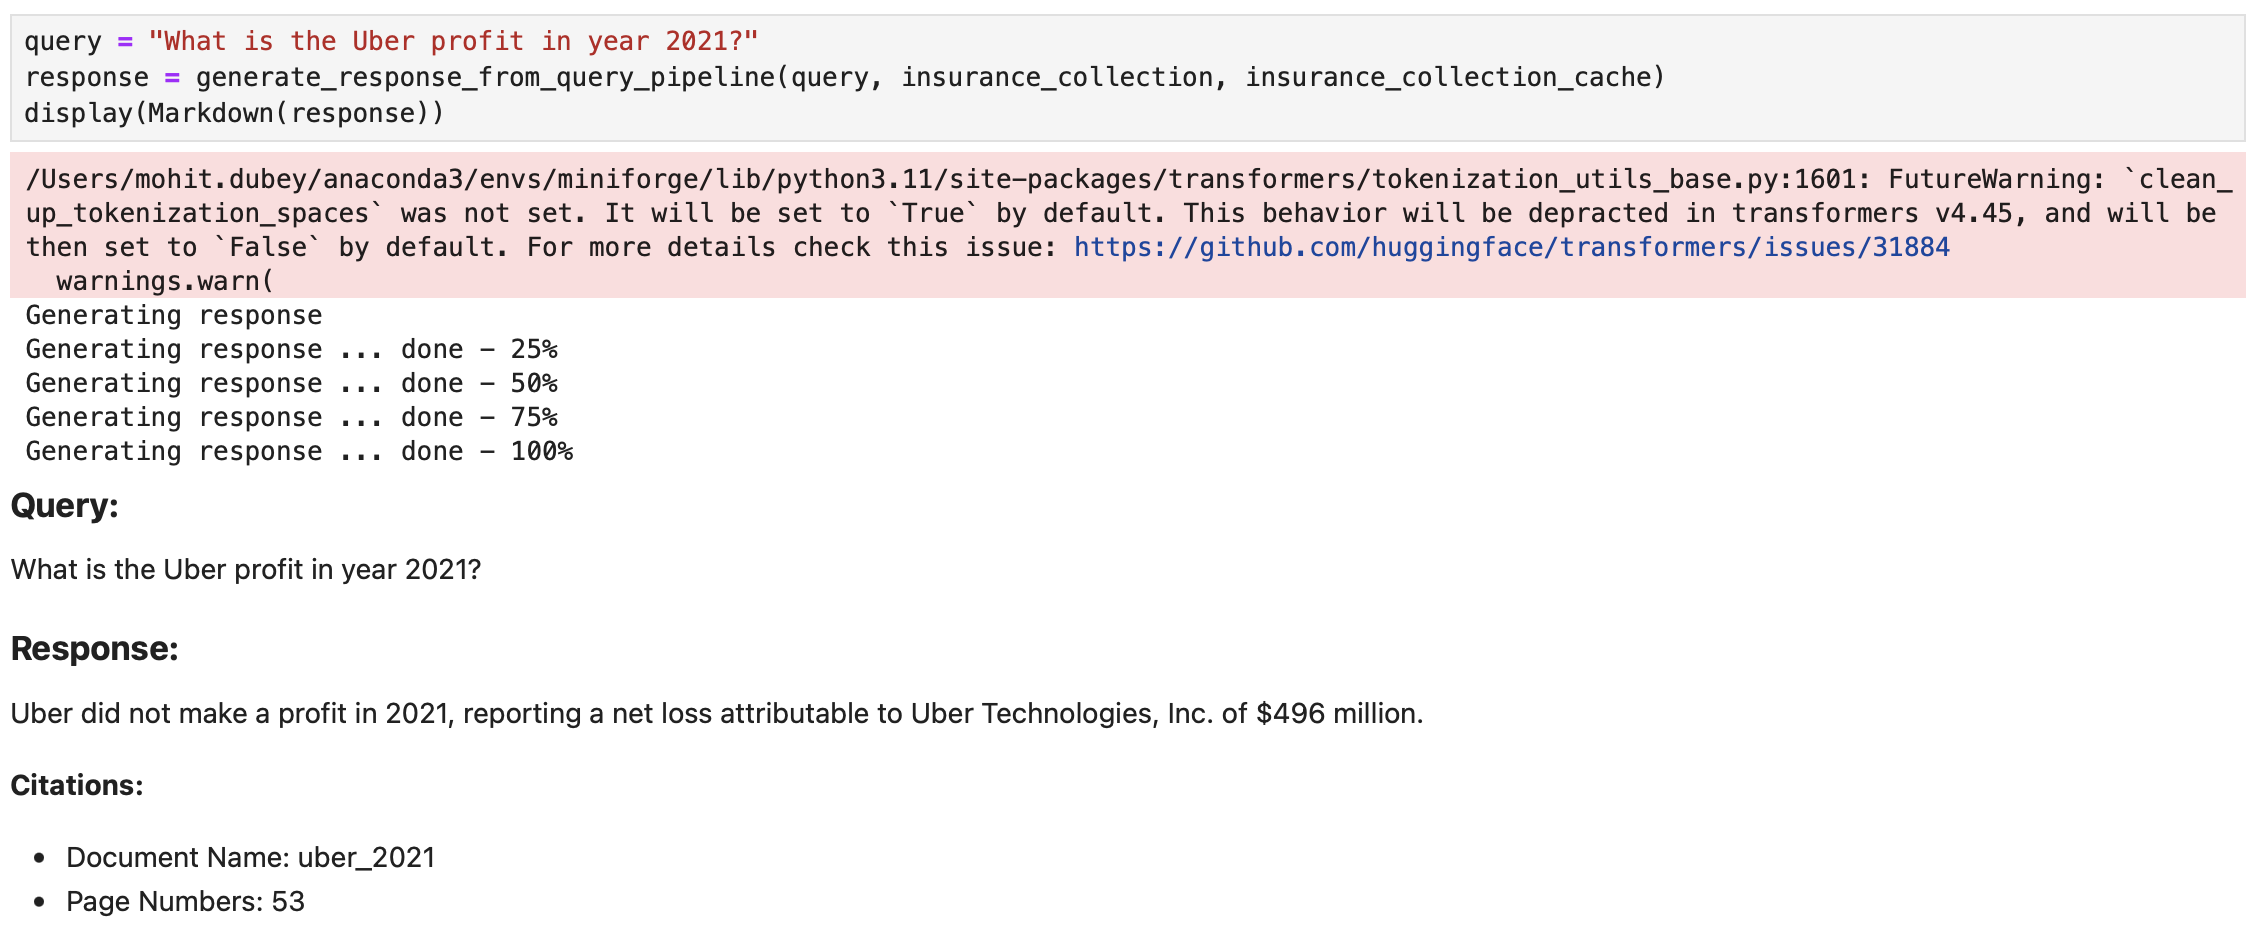 query = "What is the Uber profit in year 2021?"
response = generate_response_from_query_pipeline(query, insurance_collection, insurance_collection_cache)
display(Markdown(response))
/Users/mohit.dubey/anaconda3/envs/miniforge/lib/python3.11/site-packages/transformers/tokenization_utils_base.py:1601: FutureWarning: `clean_
up_tokenization_spaces` was not set. It will be set to `True` by default. This behavior will be depracted in transformers v4.45, and will be
then set to `False` by default. For more details check this issue: https://github.com/huggingface/transformers/issues/31884
  warnings.warn(
Generating response
Generating response ... done - 25%
Generating response ... done - 50%
Generating response ... done - 75%
Generating response ... done - 100%
Query:
What is the Uber profit in year 2021?
Response:
Uber did not make a profit in 2021, reporting a net loss attributable to Uber Technologies, Inc. of $496 million.
Citations:
• Document Name: uber_2021
• Page Numbers: 53